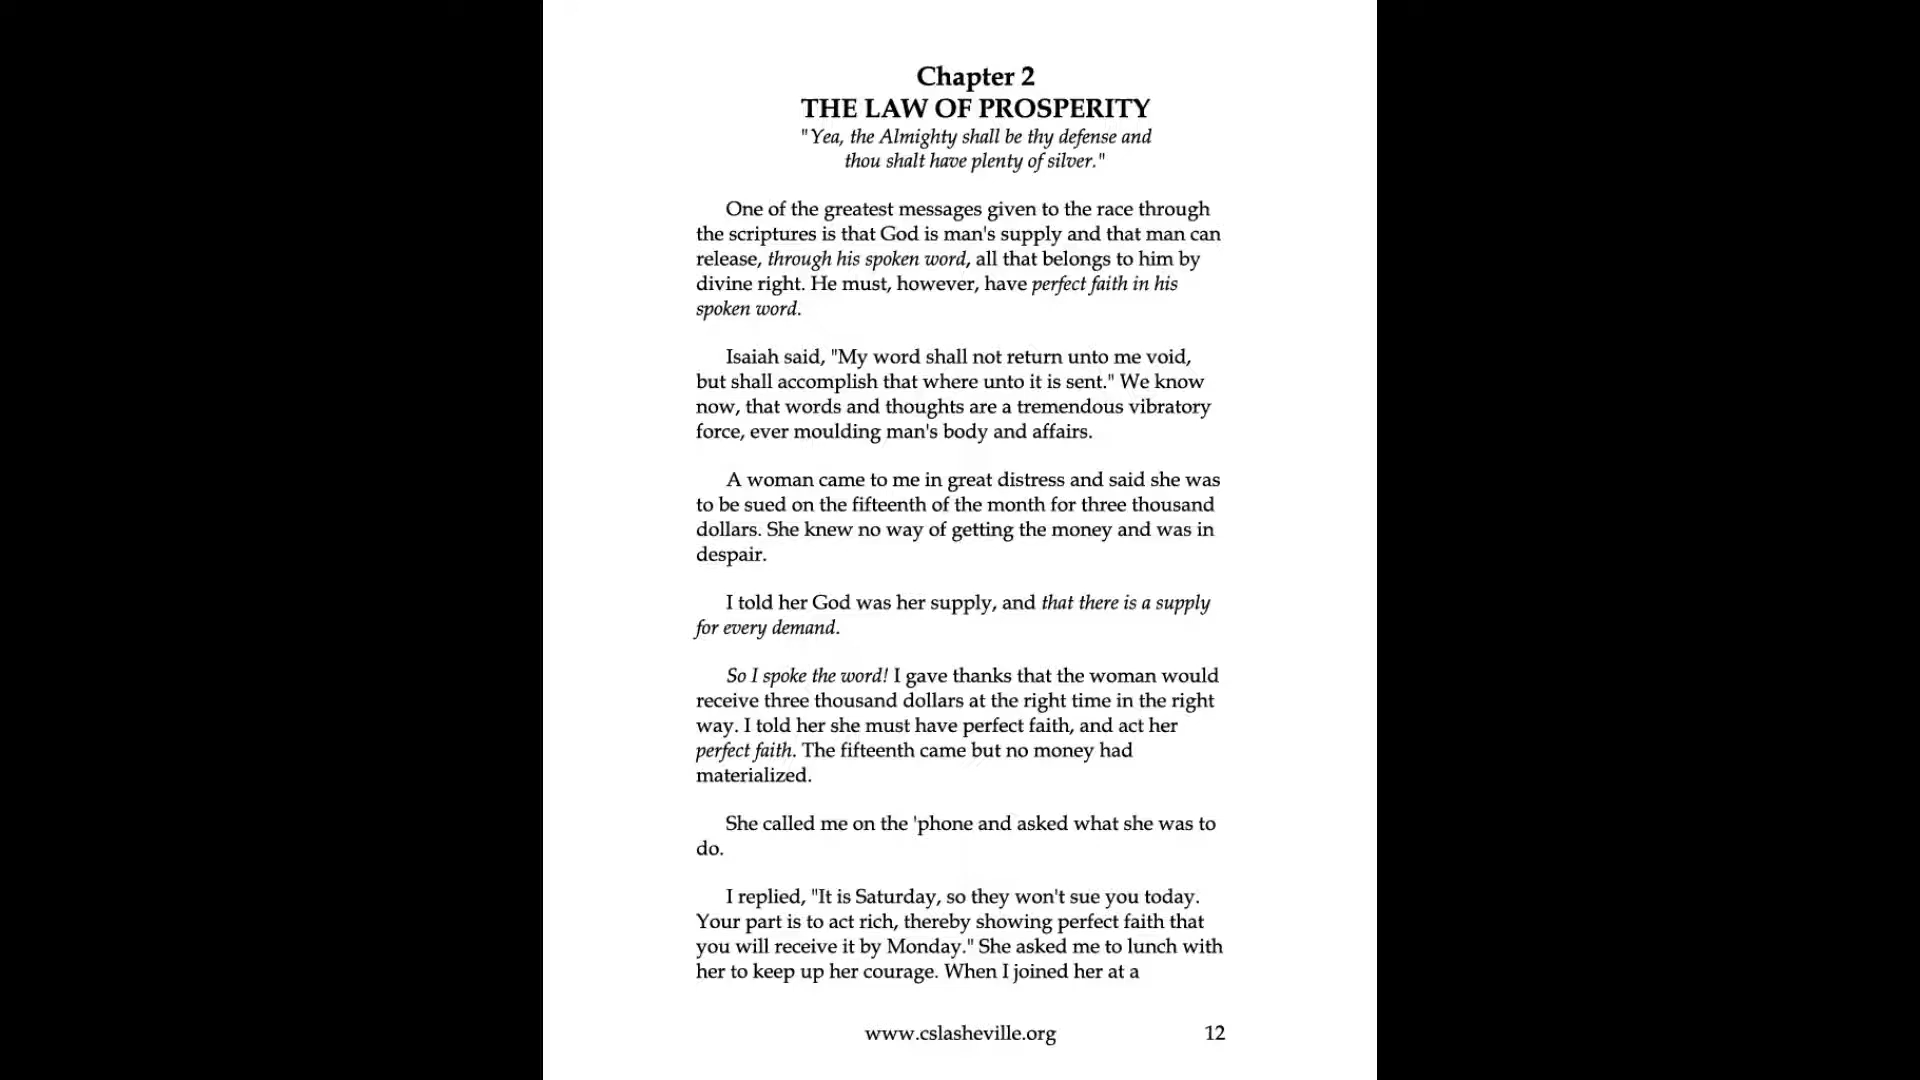 Chapter 2
THE LAW OF PROSPERITY
"Yea, the Almighty shall be thy defense and
thou shalt have plenty of silver."
One of the greatest messages given to the race through
the scriptures is that God is man's supply and that man can
release, through his spoken word, all that belongs to him by
divine right. He must, however, have perfect faith in his
spoken word.
Isaiah said, "My word shall not return unto me void,
but shall accomplish that where unto it is sent." We know
now, that words and thoughts are a tremendous vibratory
force, ever moulding man's body and affairs.
A woman came to me in great distress and said she was
to be sued on the fifteenth of the month for three thousand
dollars. She knew no way of getting the money and was in
despair.
I told her God was her supply, and that there is a supply
for every demand.
So I spoke the word! I gave thanks that the woman would
receive three thousand dollars at the right time in the right
way. I told her she must have perfect faith, and act her
perfect faith. The fifteenth came but no money had
materialized.
She called me on the 'phone and asked what she was to
do.
I replied, "It is Saturday, so they won't sue you today.
Your part is to act rich, thereby showing perfect faith that
you will receive it by Monday." She asked me to lunch with
her to keep up her courage. When I joined her at a
www.cslasheville.org 12